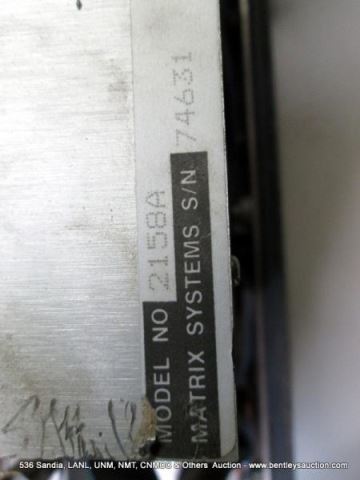 MODEL NO 2158A
MATRIX SYSTEMS S/N 74631
536 Sandia, LANL, UNM, NMT, CNMCC & Others Auction - www.bentleysauction.com